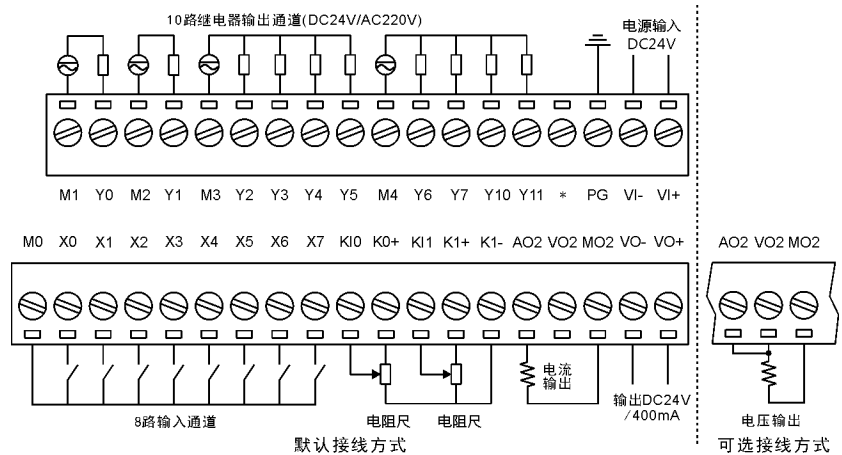 10路继电器输出通道(DC24V/AC220V)
电源输入
DC24V
M1 Y0 M2 Y1 M3 Y2 Y3 Y4 Y5 M4 Y6 Y7 Y10 Y11 * PG VI- VI+
M0 X0 X1 X2 X3 X4 X5 X6 X7 KI0 K0+ KI1 K1+ K1- AO2 VO2 MO2 VO- VO+
AO2 VO2 MO2
电流
输出
8路输入通道
电阻尺
电阻尺
输出DC24V
/400mA
电压输出
默认接线方式
可选接线方式